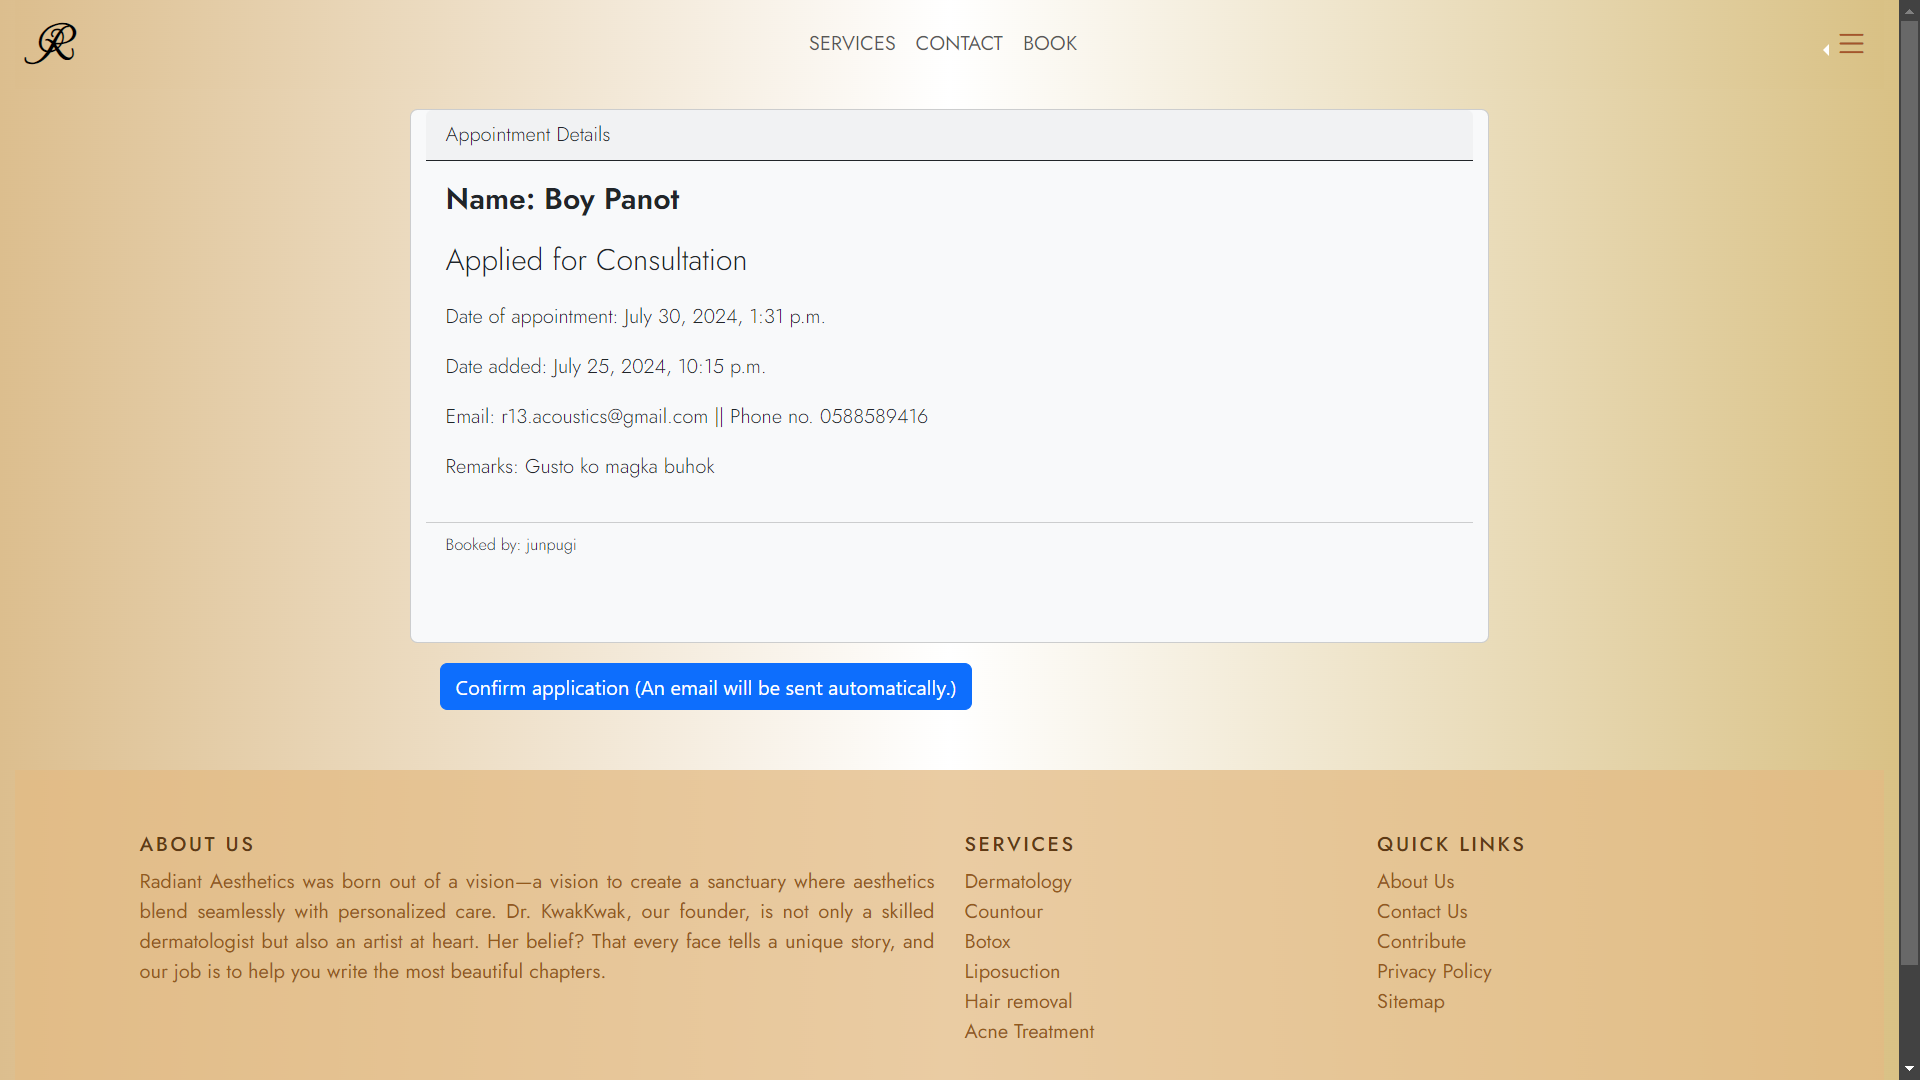 SERVICES CONTACT BOOK
Appointment Details
Name: Boy Panot
Applied for Consultation
Date of appointment: July 30, 2024, 1:31 p.m.
Date added: July 25, 2024, 10:15 p.m.
Email: r13.acoustics@gmail.com || Phone no. 0588589416
Remarks: Gusto ko magka buhok
Booked by: junpugi
Confirm application (An email will be sent automatically.)
ABOUT US
Radiant Aesthetics was born out of a vision—a vision to create a sanctuary where aesthetics
blend seamlessly with personalized care. Dr. KwakKwak, our founder, is not only a skilled
dermatologist but also an artist at heart. Her belief? That every face tells a unique story, and
our job is to help you write the most beautiful chapters.
SERVICES
Dermatology
Countour
Botox
Liposuction
Hair removal
Acne Treatment
QUICK LINKS
About Us
Contact Us
Contribute
Privacy Policy
Sitemap